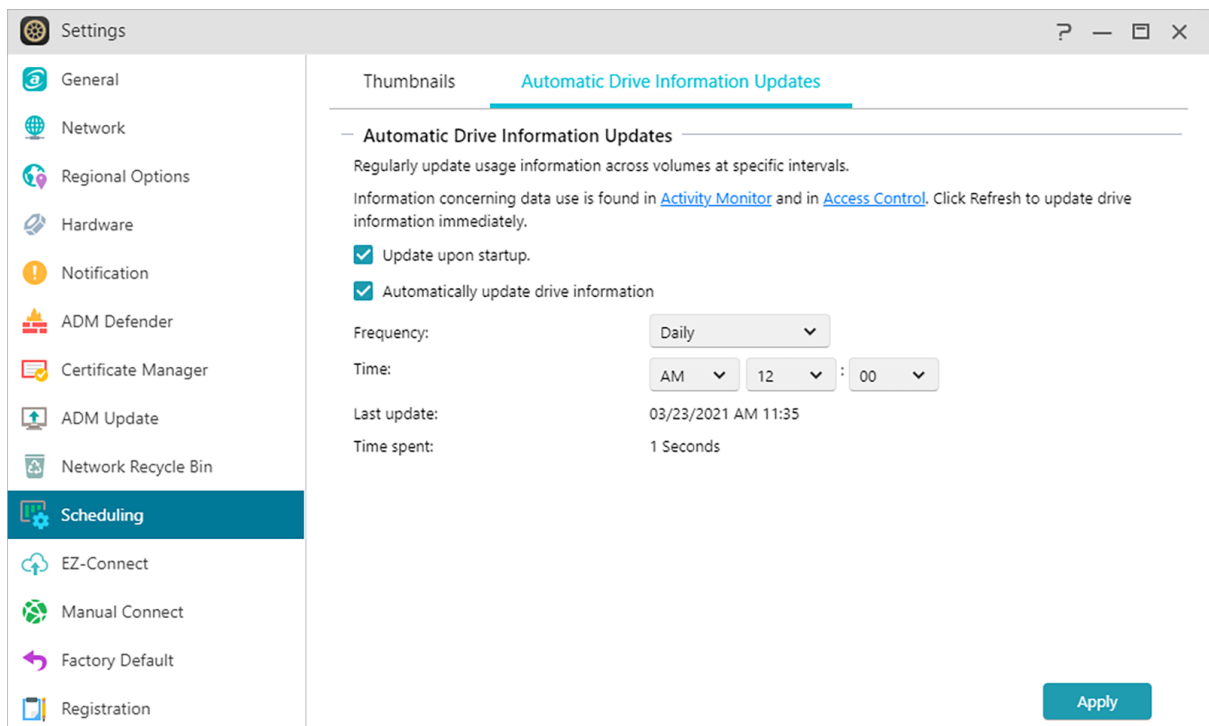 Settings
General
Network
Regional Options
Hardware
Notification
ADM Defender
Certificate Manager
ADM Update
Network Recycle Bin
Scheduling
EZ-Connect
Manual Connect
Factory Default
Registration
Thumbnails
Automatic Drive Information Updates
Automatic Drive Information Updates
Regularly update usage information across volumes at specific intervals.
Information concerning data use is found in Activity Monitor and in Access Control. Click Refresh to update drive
information immediately.
Update upon startup.
Automatically update drive information
Frequency: Daily
Time: AM 12 : 00
Last update: 03/23/2021 AM 11:35
Time spent: 1 Seconds
Apply